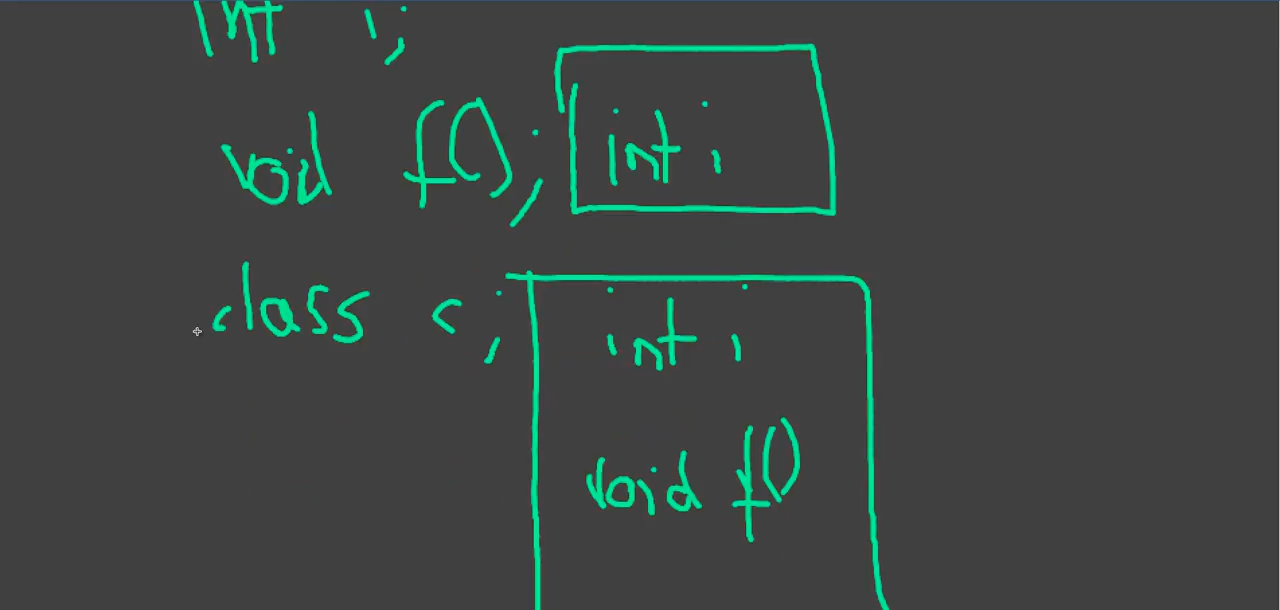 int i;
void f(); int i
class c; int i
void f()